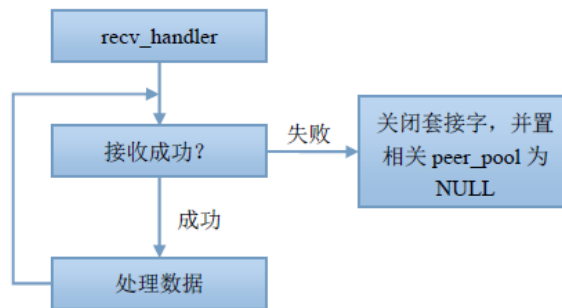 recv_handler
接收成功？
失败
关闭套接字，并置
相关 peer_pool 为
NULL
成功
处理数据